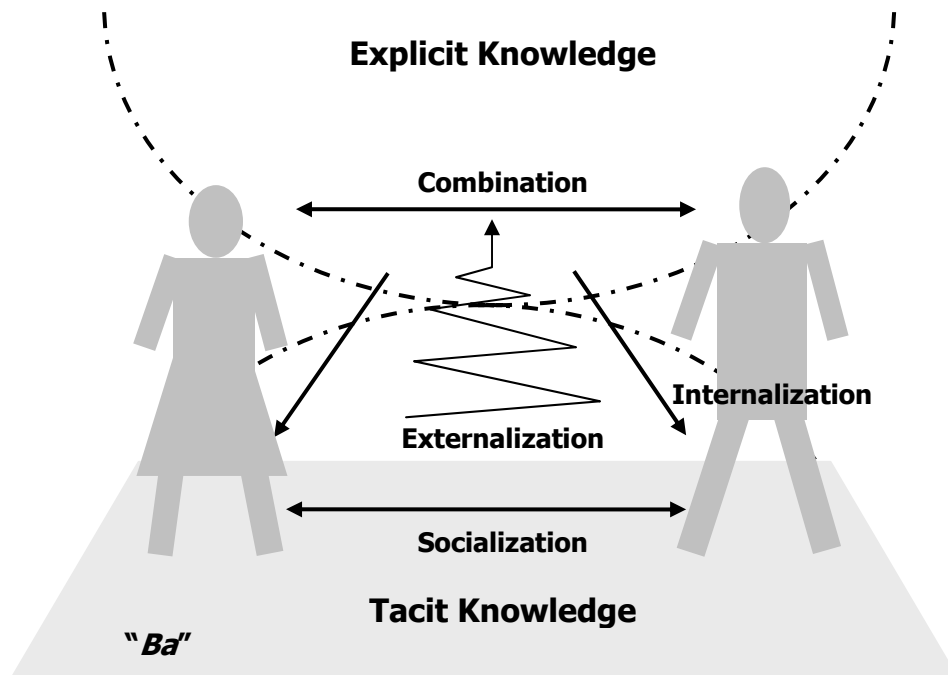 Explicit Knowledge
Combination
Internalization
Externalization
Socialization
Tacit Knowledge
"Ba"